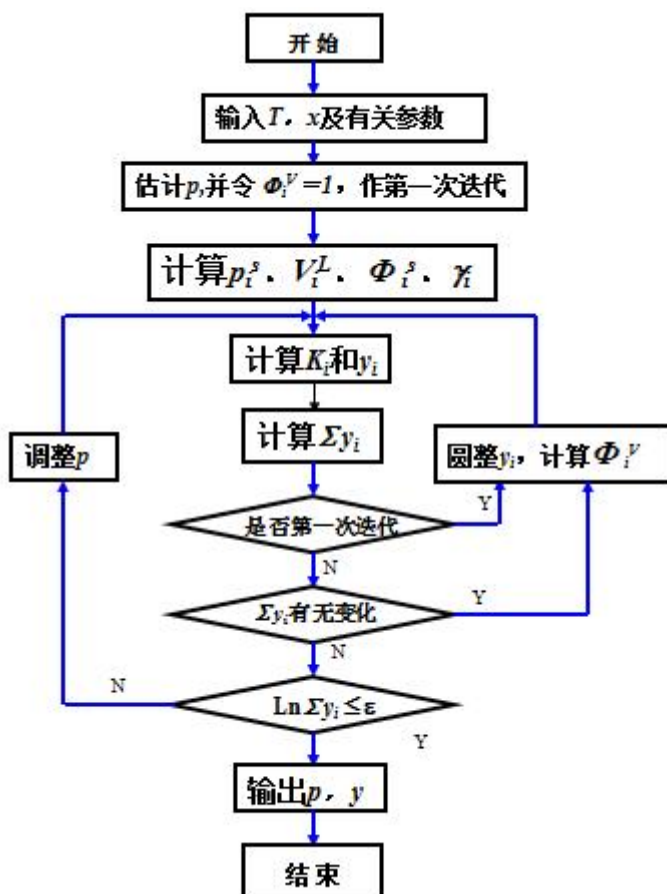 开 始
输入T．x及有关参数
估计p,并令 Φᵢⱽ=1，作第一次迭代
计算pᵢˢ．Vᵢᴸ、Φᵢˢ、γᵢ
计算Kᵢ和yᵢ
计算Σyᵢ
调整p
圆整yᵢ，计算Φᵢⱽ
是否第一次迭代
Y
N
Σyᵢ有无变化
Y
N
N
Ln Σyᵢ≤ε
Y
输出p，y
结束